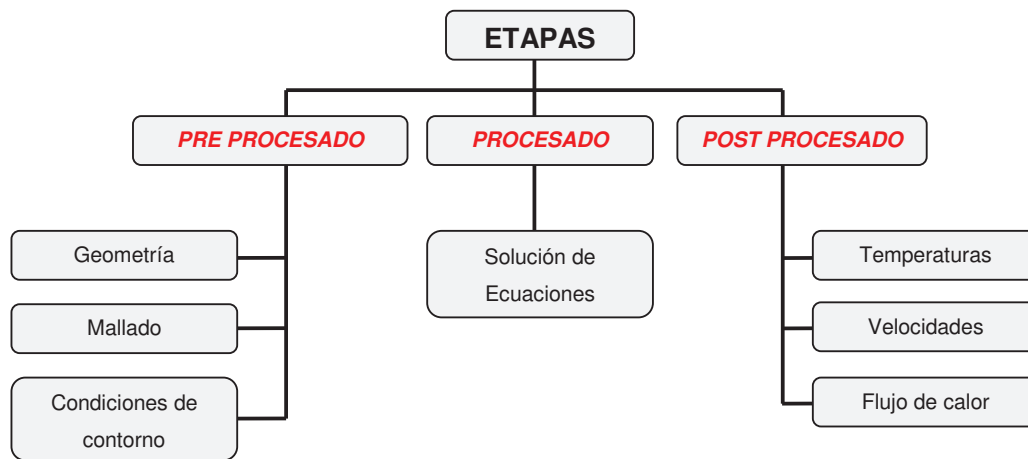 ETAPAS
PRE PROCESADO
PROCESADO
POST PROCESADO
Geometría
Mallado
Condiciones de
contorno
Solución de
Ecuaciones
Temperaturas
Velocidades
Flujo de calor